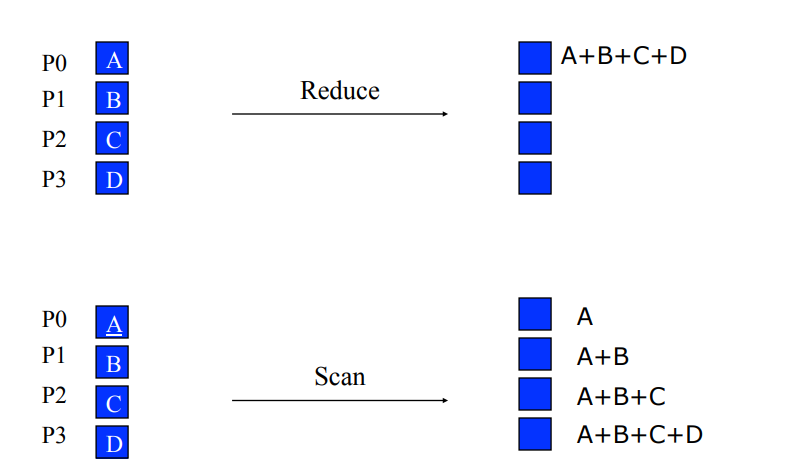 P0 A A+B+C+D
P1 B Reduce
P2 C
P3 D
P0 A A
P1 B A+B
Scan
P2 C A+B+C
P3 D A+B+C+D